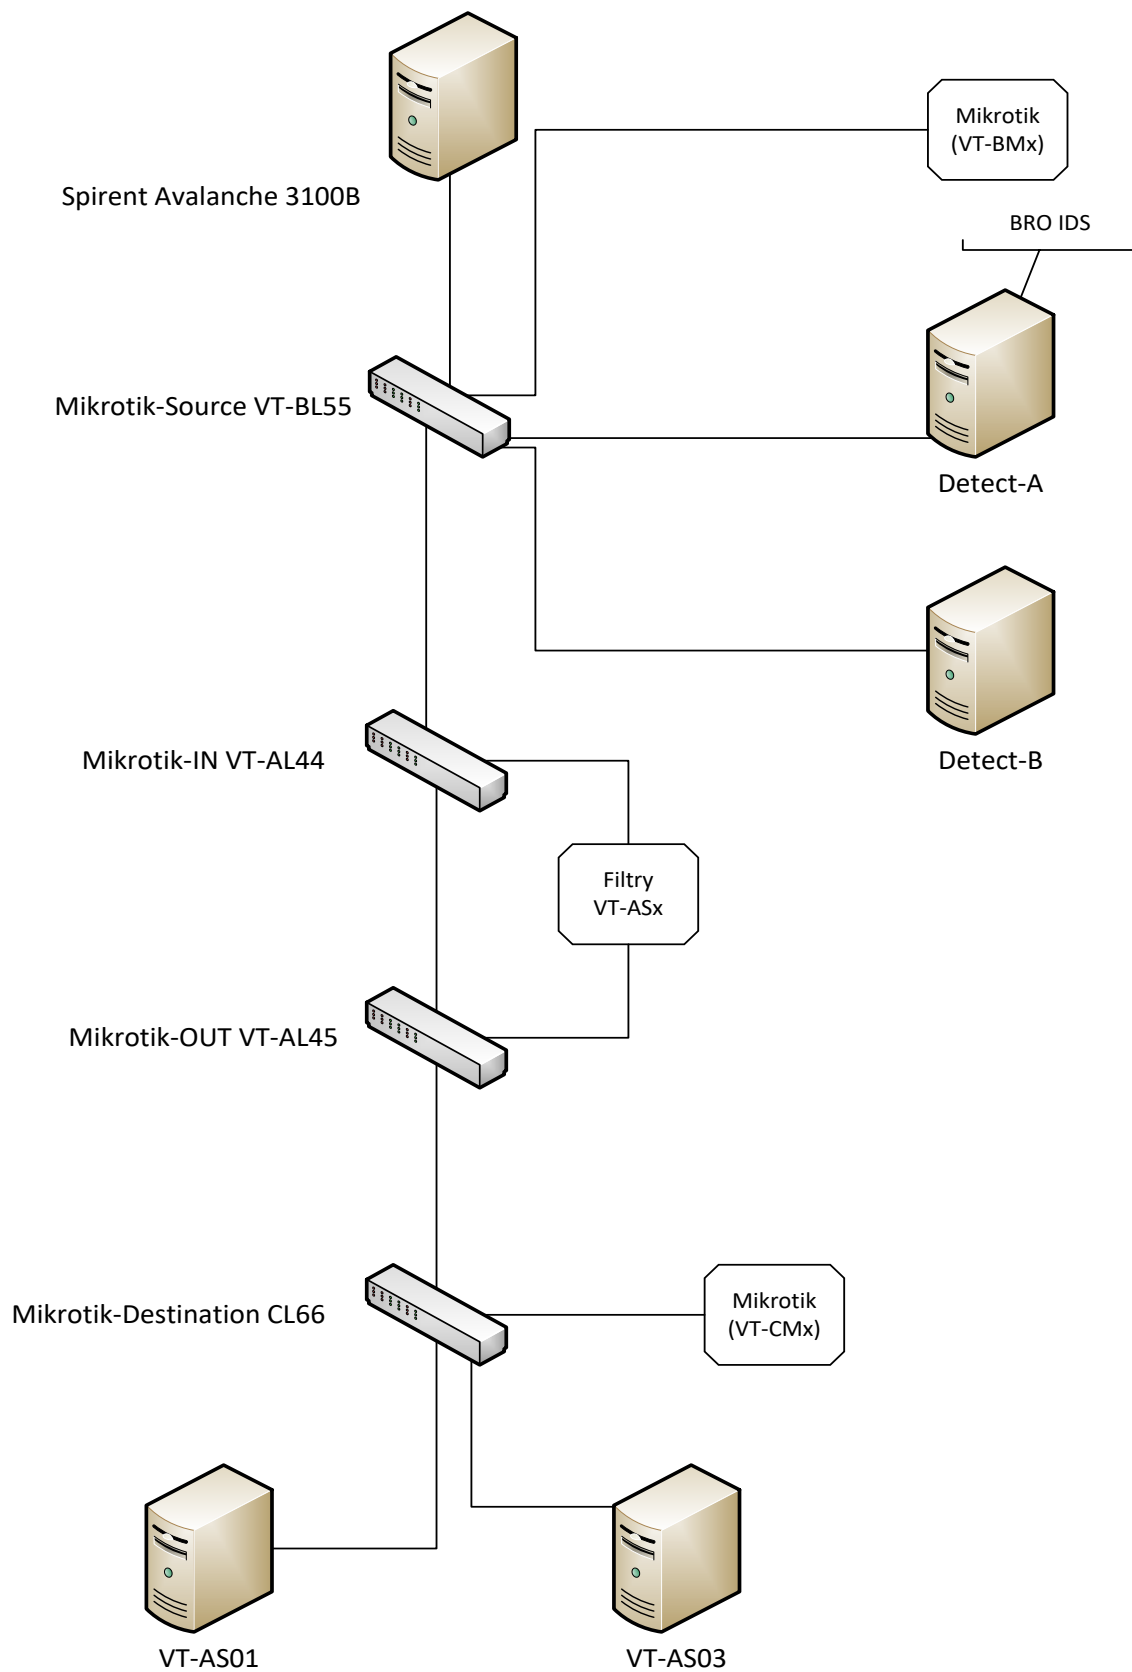 Mikrotik
(VT-BMx)
Spirent Avalanche 3100B
BRO IDS
Mikrotik-Source VT-BL55
Detect-A
Mikrotik-IN VT-AL44
Detect-B
Filtry
VT-ASx
Mikrotik-OUT VT-AL45
Mikrotik-Destination CL66
Mikrotik
(VT-CMx)
VT-AS01
VT-AS03